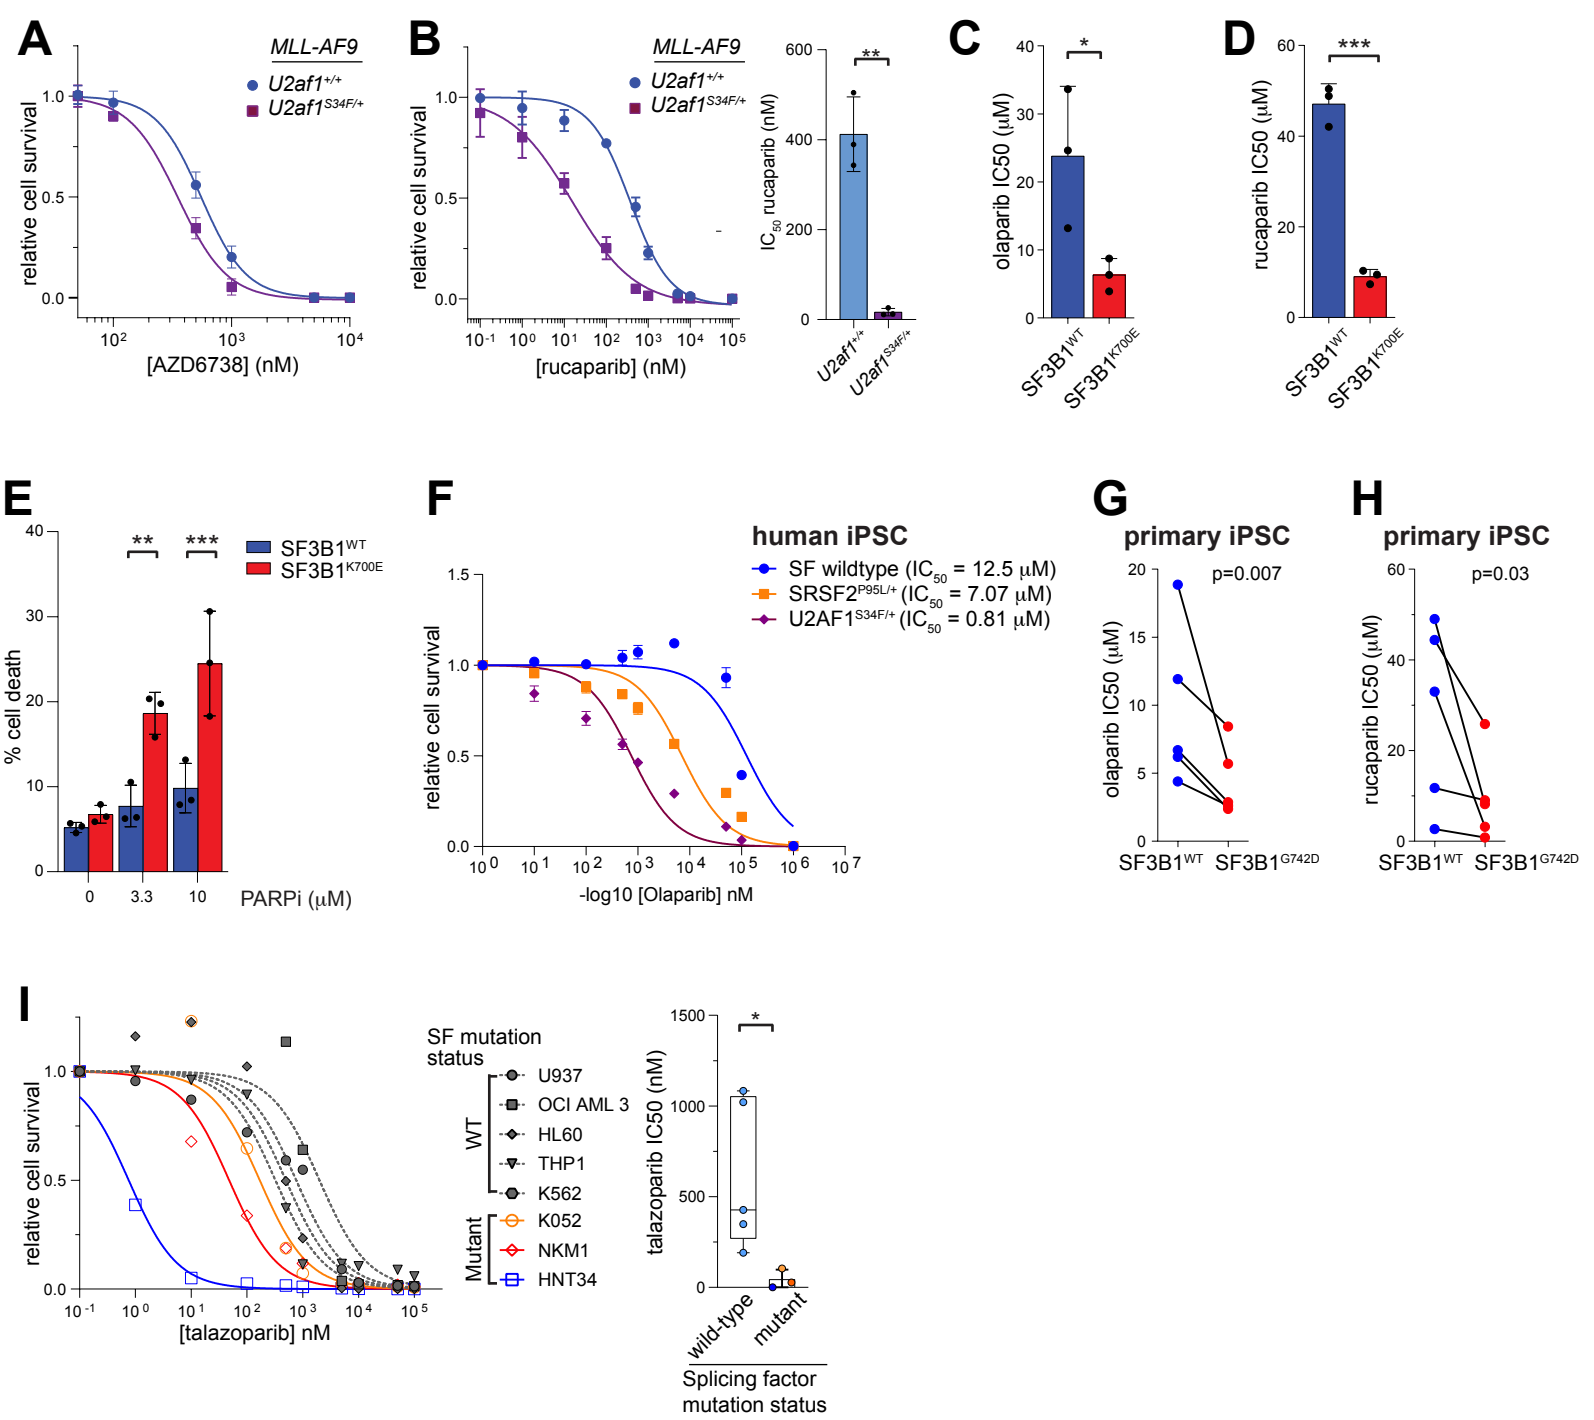 A
MLL-AF9
U2af1+/+
U2af1S34F/+
relative cell survival
1.0
0.5
0.0
10² 10³ 10⁴
[AZD6738] (nM)
B
MLL-AF9
U2af1+/+
U2af1S34F/+
relative cell survival
1.0
0.5
0.0
10⁻¹ 10⁰ 10¹ 10² 10³ 10⁴ 10⁵
[rucaparib] (nM)
IC50 rucaparib (nM)
600
400
200
0
**
U2af1+/+
U2af1S34F/+
C
olaparib IC50 (μM)
40
30
20
10
0
*
SF3B1WT
SF3B1K700E
D
rucaparib IC50 (μM)
60
40
20
0
***
SF3B1WT
SF3B1K700E
E
% cell death
40
30
20
10
0
** ***
SF3B1WT
SF3B1K700E
0 3.3 10 PARPi (μM)
F
human iPSC
SF wildtype (IC50 = 12.5 μM)
SRSF2P95L/+ (IC50 = 7.07 μM)
U2AF1S34F/+ (IC50 = 0.81 μM)
relative cell survival
1.5
1.0
0.5
0.0
10⁰ 10¹ 10² 10³ 10⁴ 10⁵ 10⁶ 10⁷
-log10 [Olaparib] nM
G
primary iPSC
p=0.007
olaparib IC50 (μM)
20
15
10
5
0
SF3B1WT SF3B1G742D
H
primary iPSC
p=0.03
rucaparib IC50 (μM)
60
40
20
0
SF3B1WT SF3B1G742D
I
relative cell survival
1.0
0.5
0.0
10⁻¹ 10⁰ 10¹ 10² 10³ 10⁴ 10⁵
[talazoparib] nM
SF mutation
status
WT
U937
OCI AML 3
HL60
THP1
K562
Mutant
K052
NKM1
HNT34
talazoparib IC50 (nM)
1500
1000
500
0
*
wild-type
mutant
Splicing factor
mutation status